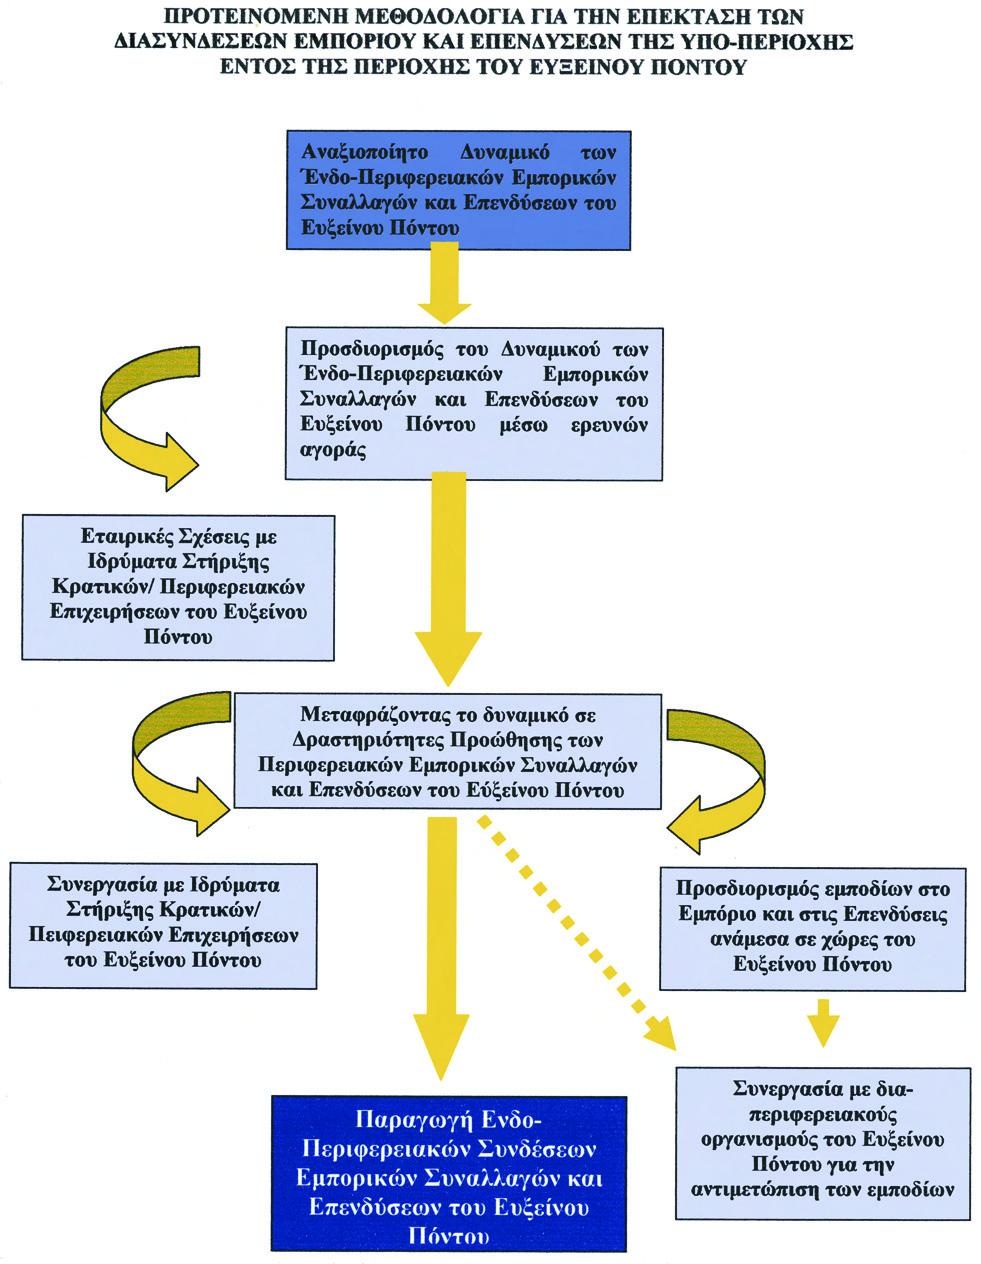 ΠΡΟΤΕΙΝΟΜΕΝΗ ΜΕΘΟΔΟΛΟΓΙΑ ΓΙΑ ΤΗΝ ΕΠΕΚΤΑΣΗ ΤΩΝ
ΔΙΑΣΥΝΔΕΣΕΩΝ ΕΜΠΟΡΙΟΥ ΚΑΙ ΕΠΕΝΔΥΣΕΩΝ ΤΗΣ ΥΠΟ-ΠΕΡΙΟΧΗΣ
ΕΝΤΟΣ ΤΗΣ ΠΕΡΙΟΧΗΣ ΤΟΥ ΕΥΞΕΙΝΟΥ ΠΟΝΤΟΥ
Αναξιοποίητο Δυναμικό των
Ένδο-Περιφερειακών Εμπορικών
Συναλλαγών και Επενδύσεων του
Ευξείνου Πόντου
Προσδιορισμός του Δυναμικού των
Ένδο-Περιφερειακών Εμπορικών
Συναλλαγών και Επενδύσεων του
Ευξείνου Πόντου μέσω ερευνών
αγοράς
Εταιρικές Σχέσεις με
Ιδρύματα Στήριξης
Κρατικών/ Περιφερειακών
Επιχειρήσεων του Ευξείνου
Πόντου
Μεταφράζοντας το δυναμικό σε
Δραστηριότητες Προώθησης των
Περιφερειακών Εμπορικών Συναλλαγών
και Επενδύσεων του Εύξείνου Πόντου
Συνεργασία με Ιδρύματα
Στήριξης Κρατικών/
Πειφερειακών Επιχειρήσεων
του Ευξείνου Πόντου
Προσδιορισμός εμποδίων στο
Εμπόριο και στις Επενδύσεις
ανάμεσα σε χώρες του
Ευξείνου Πόντου
Συνεργασία με δια-
περιφερειακούς
οργανισμούς του Ευξείνου
Πόντου για την
αντιμετώπιση των εμποδίων
Παραγωγή Ενδο-
Περιφερειακών Συνδέσεων
Εμπορικών Συναλλαγών και
Επενδύσεων του Ευξείνου
Πόντου